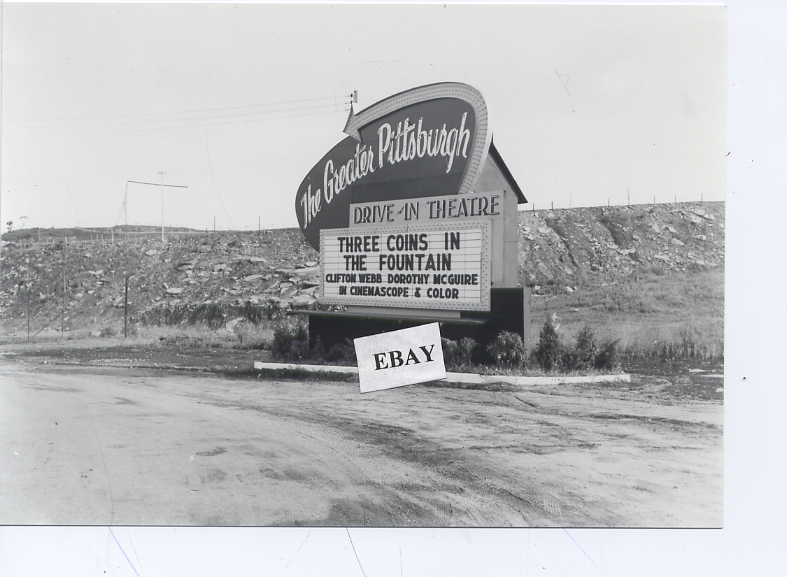 The Greater Pittsburgh
DRIVE-IN THEATRE
THREE COINS IN
THE FOUNTAIN
CLIFTON WEBB DOROTHY MCGUIRE
IN CINEMASCOPE & COLOR
EBAY